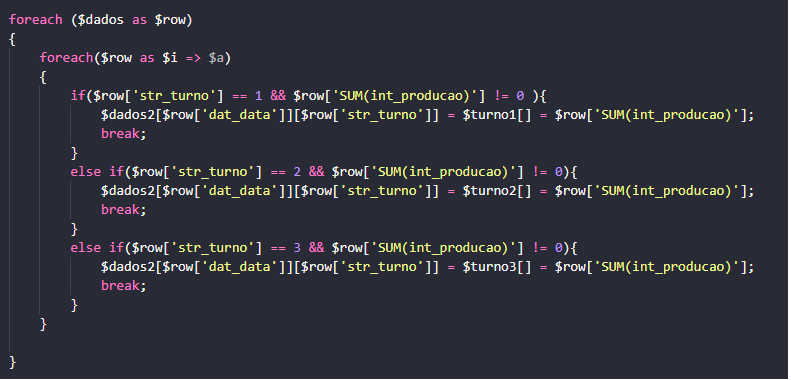 foreach ($dados as $row)
{
    foreach($row as $i => $a)
    {
        if($row['str_turno'] == 1 && $row['SUM(int_producao)'] != 0 ){
            $dados2[$row['dat_data']][$row['str_turno']] = $turno1[] = $row['SUM(int_producao)'];
            break;
        }
        else if($row['str_turno'] == 2 && $row['SUM(int_producao)'] != 0){
            $dados2[$row['dat_data']][$row['str_turno']] = $turno2[] = $row['SUM(int_producao)'];
            break;
        }
        else if($row['str_turno'] == 3 && $row['SUM(int_producao)'] != 0){
            $dados2[$row['dat_data']][$row['str_turno']] = $turno3[] = $row['SUM(int_producao)'];
            break;
        }
    }

}